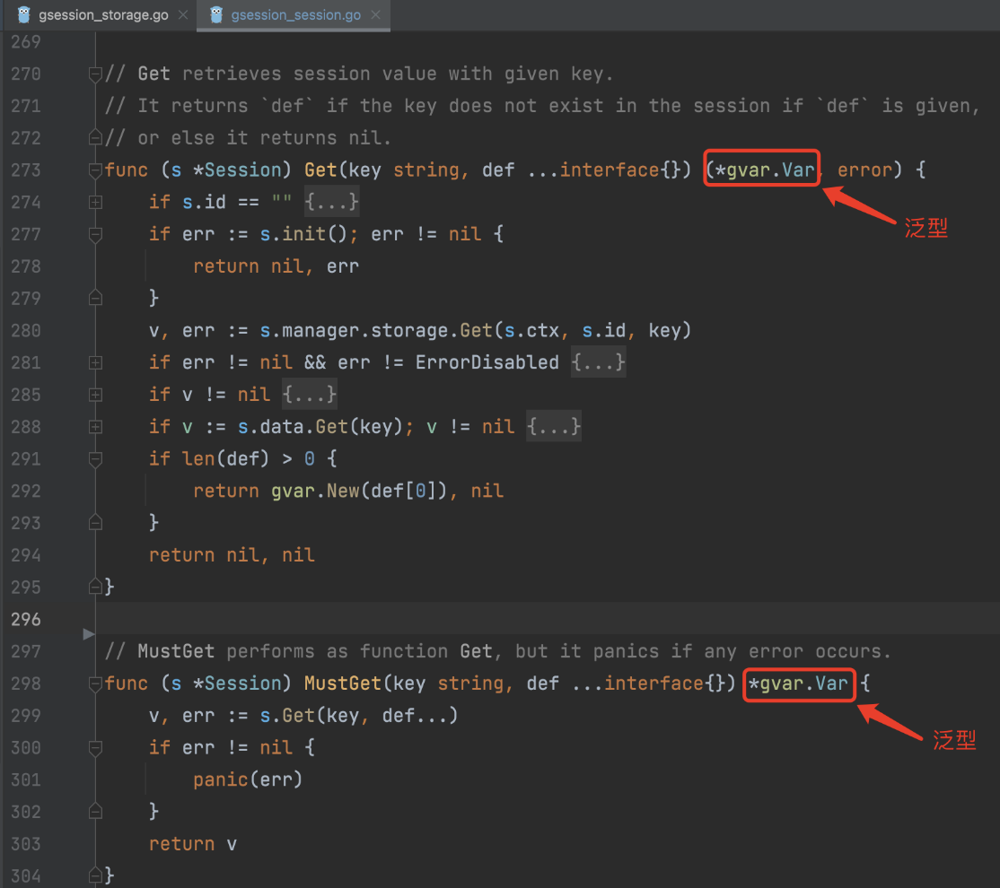 gsession_storage.go × gsession_session.go ×
269
270 // Get retrieves session value with given key.
271 // It returns `def` if the key does not exist in the session if `def` is given,
272 // or else it returns nil.
273 func (s *Session) Get(key string, def ...interface{}) (*gvar.Var, error) {
274 if s.id == "" {...}
泛型
277 if err := s.init(); err != nil {
278 return nil, err
279 }
280 v, err := s.manager.storage.Get(s.ctx, s.id, key)
281 if err != nil && err != ErrorDisabled {...}
285 if v != nil {...}
288 if v := s.data.Get(key); v != nil {...}
291 if len(def) > 0 {
292 return gvar.New(def[0]), nil
293 }
294 return nil, nil
295 }
296
297 // MustGet performs as function Get, but it panics if any error occurs.
298 func (s *Session) MustGet(key string, def ...interface{}) *gvar.Var {
299 v, err := s.Get(key, def...)
300 if err != nil {
泛型
301 panic(err)
302 }
303 return v
304 }